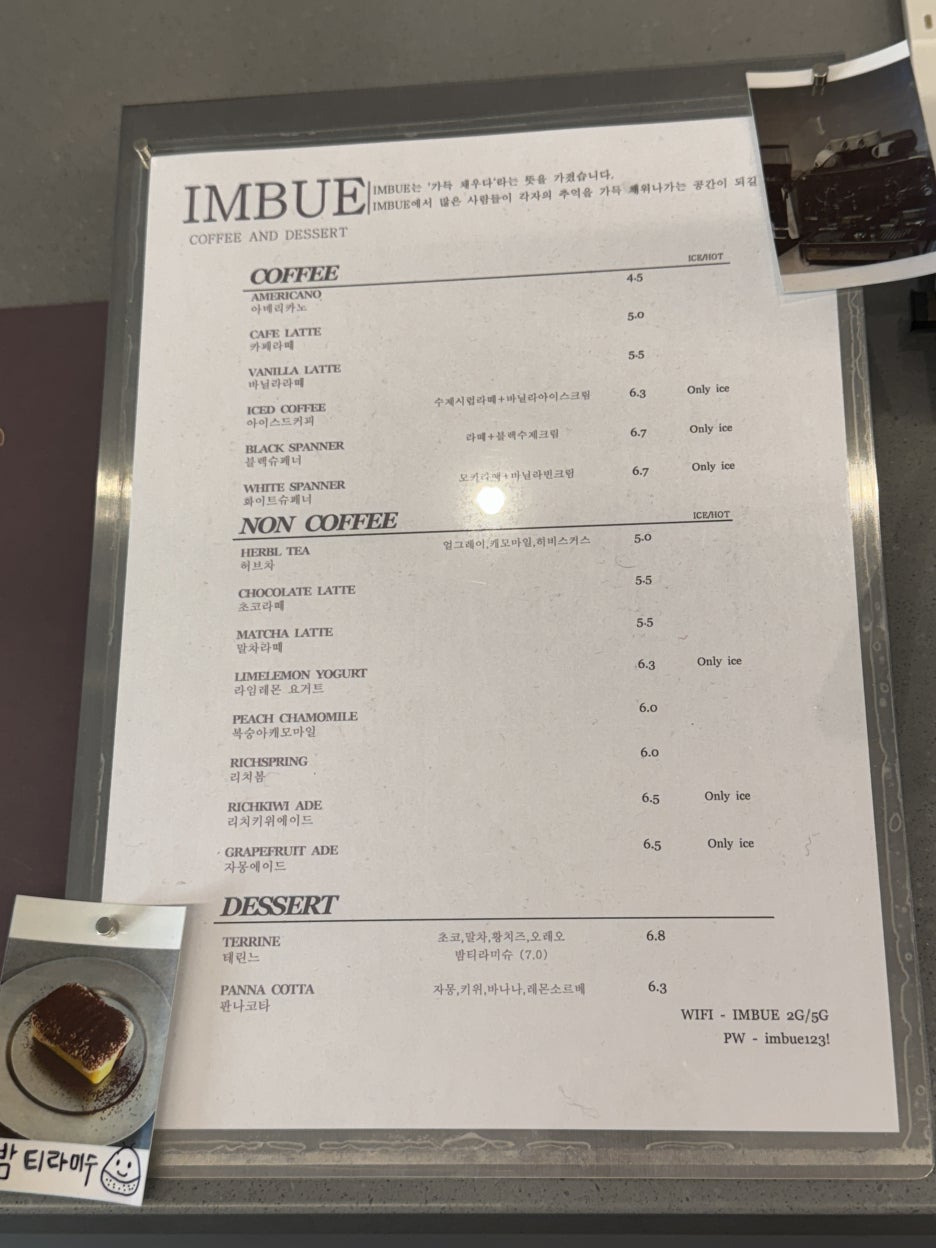 IMBUE
IMBUE는 '가득 채우다'라는 뜻을 가졌습니다.
IMBUE에서 많은 사람들이 각자의 추억을 가득 채워나가는 공간이 되길
COFFEE AND DESSERT
COFFEE ICE/HOT
AMERICANO 4.5
아메리카노
CAFE LATTE 5.0
카페라떼
VANILLA LATTE 5.5
바닐라라떼
ICED COFFEE 수제시럽라떼+바닐라아이스크림 6.3 Only ice
아이스드커피
BLACK SPANNER 라떼+블랙수제크림 6.7 Only ice
블랙슈페너
WHITE SPANNER +바닐라빈크림 6.7 Only ice
화이트슈페너
NON COFFEE ICE/HOT
HERBL TEA 얼그레이,캐모마일,히비스커스 5.0
허브차
CHOCOLATE LATTE 5.5
초코라떼
MATCHA LATTE 5.5
말차라떼
LIMELEMON YOGURT 6.3 Only ice
라임레몬 요거트
PEACH CHAMOMILE 6.0
복숭아캐모마일
RICHSPRING 6.0
리치봄
RICHKIWI ADE 6.5 Only ice
리치키위에이드
GRAPEFRUIT ADE 6.5 Only ice
자몽에이드
DESSERT
TERRINE 초코,말차,황치즈,오레오 6.8
테린느 밤티라미슈 (7.0)
PANNA COTTA 자몽,키위,바나나,레몬소르베 6.3
판나코타
WIFI - IMBUE 2G/5G
PW - imbue123!
밤 티라미수